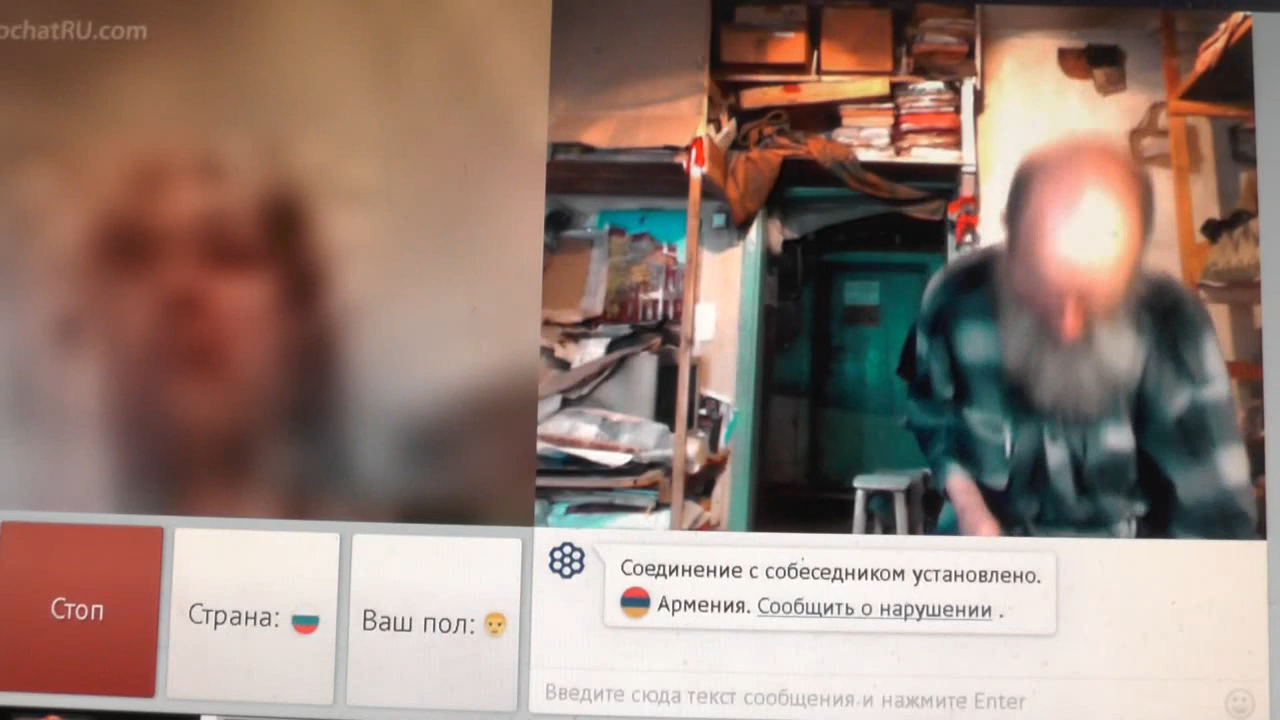 ochatRU.com
Стоп
Страна:
Ваш пол:
Соединение с собеседником установлено.
Армения. Сообщить о нарушении .
Введите сюда текст сообщения и нажмите Enter